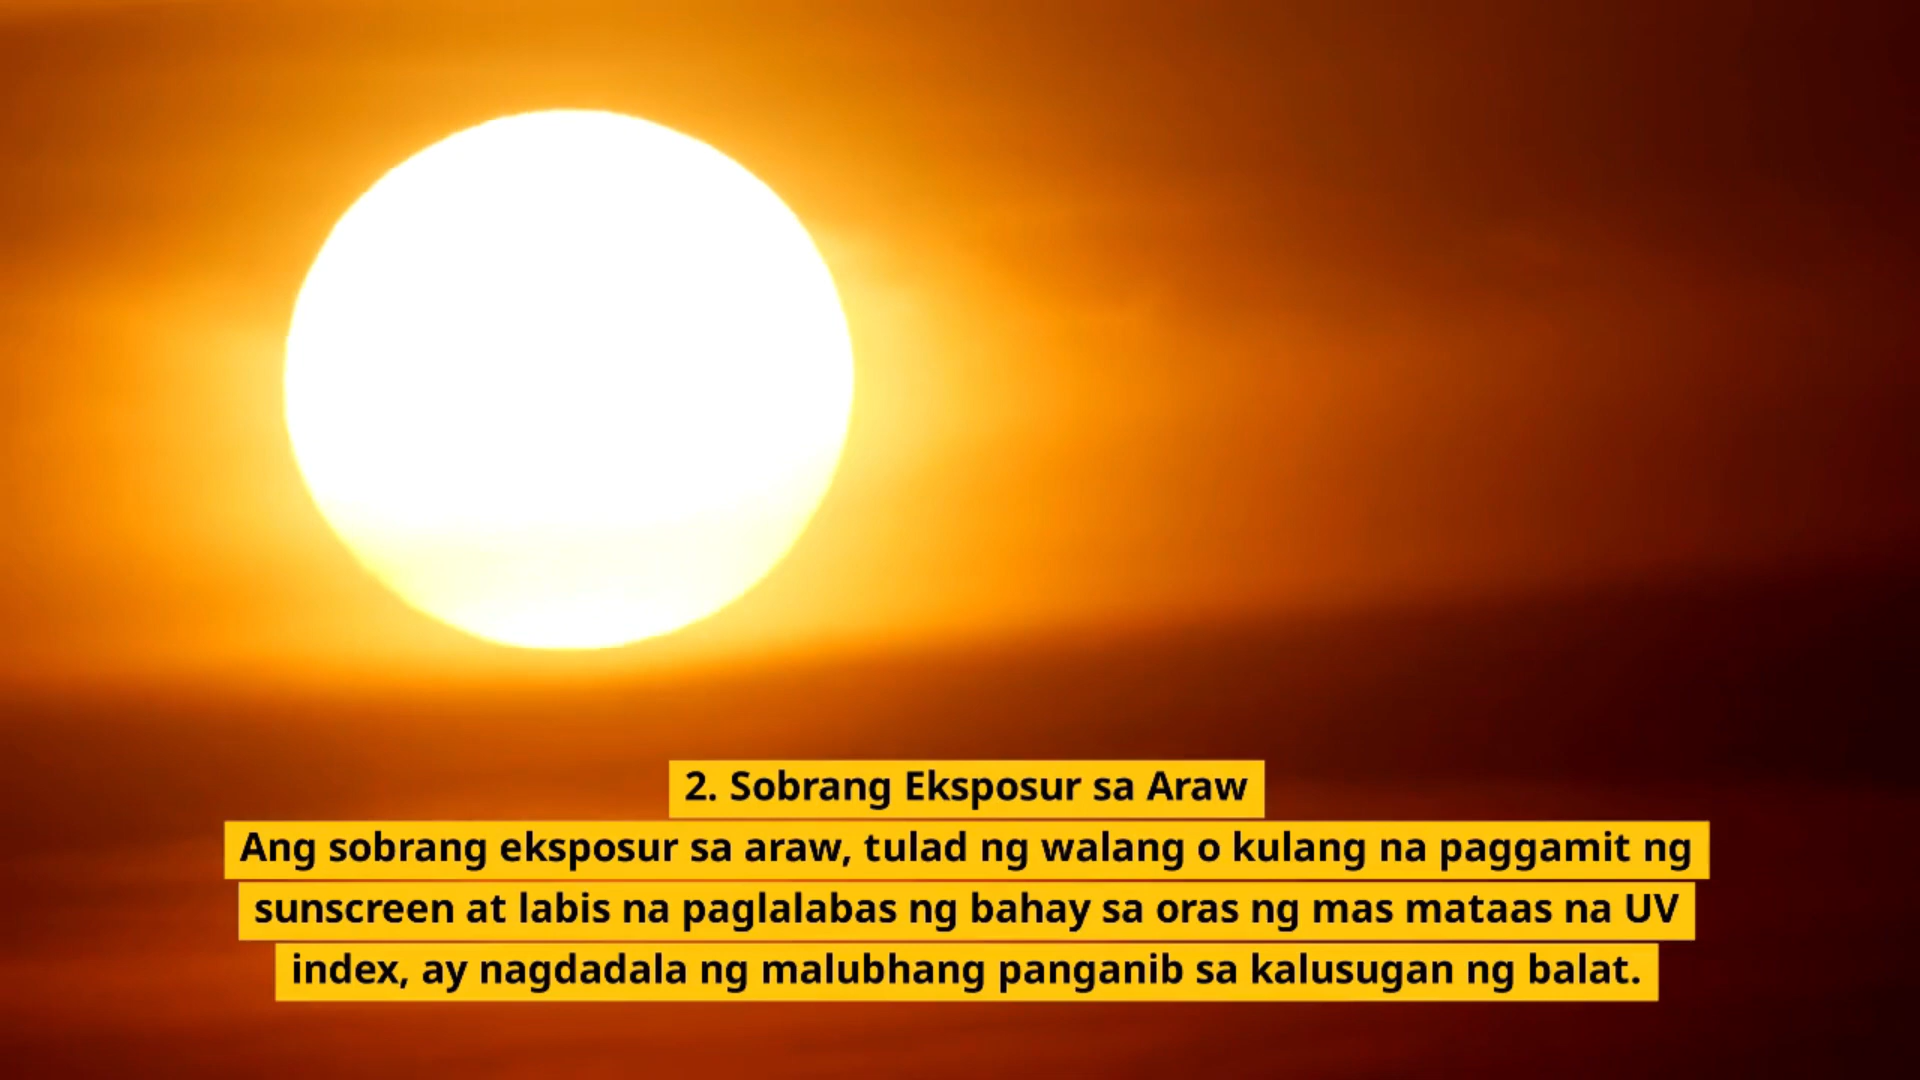 2. Sobrang Eksposur sa Araw
Ang sobrang eksposur sa araw, tulad ng walang o kulang na paggamit ng
sunscreen at labis na paglalabas ng bahay sa oras ng mas mataas na UV
index, ay nagdadala ng malubhang panganib sa kalusugan ng balat.